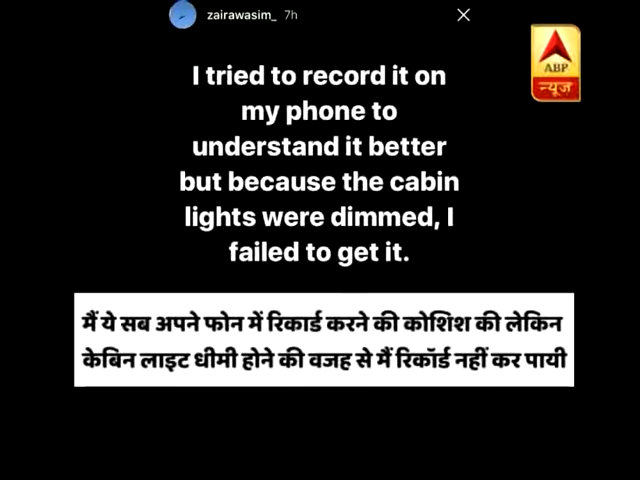 zairawasim_ 7h
I tried to record it on
my phone to
understand it better
but because the cabin
lights were dimmed, I
failed to get it.
ABP
न्यूज़
मैं ये सब अपने फोन में रिकार्ड करने की कोशिश की लेकिन
केबिन लाइट धीमी होने की वजह से मैं रिकॉर्ड नहीं कर पायी